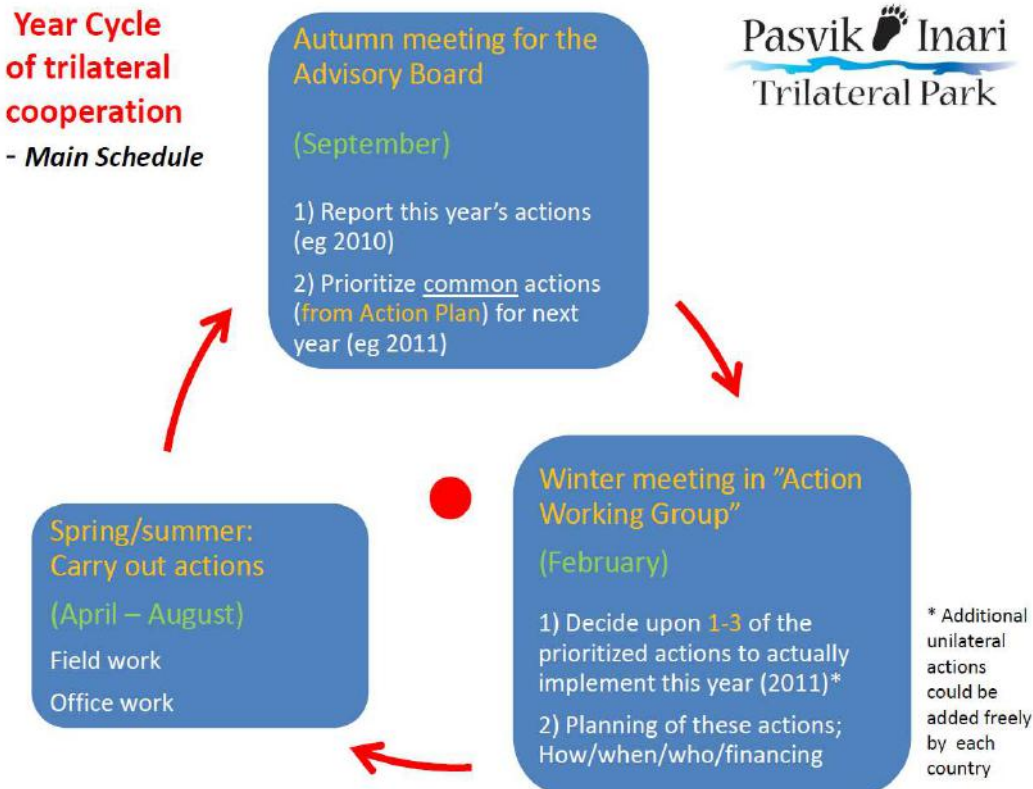 Year Cycle
of trilateral
cooperation
- Main Schedule
Pasvik Inari
Trilateral Park
Autumn meeting for the
Advisory Board
(September)
1) Report this year's actions
(eg 2010)
2) Prioritize common actions
(from Action Plan) for next
year (eg 2011)
Winter meeting in ”Action
Working Group”
(February)
1) Decide upon 1-3 of the
prioritized actions to actually
implement this year (2011)*
2) Planning of these actions;
How/when/who/financing
* Additional
unilateral
actions
could be
added freely
by each
country
Spring/summer:
Carry out actions
(April – August)
Field work
Office work